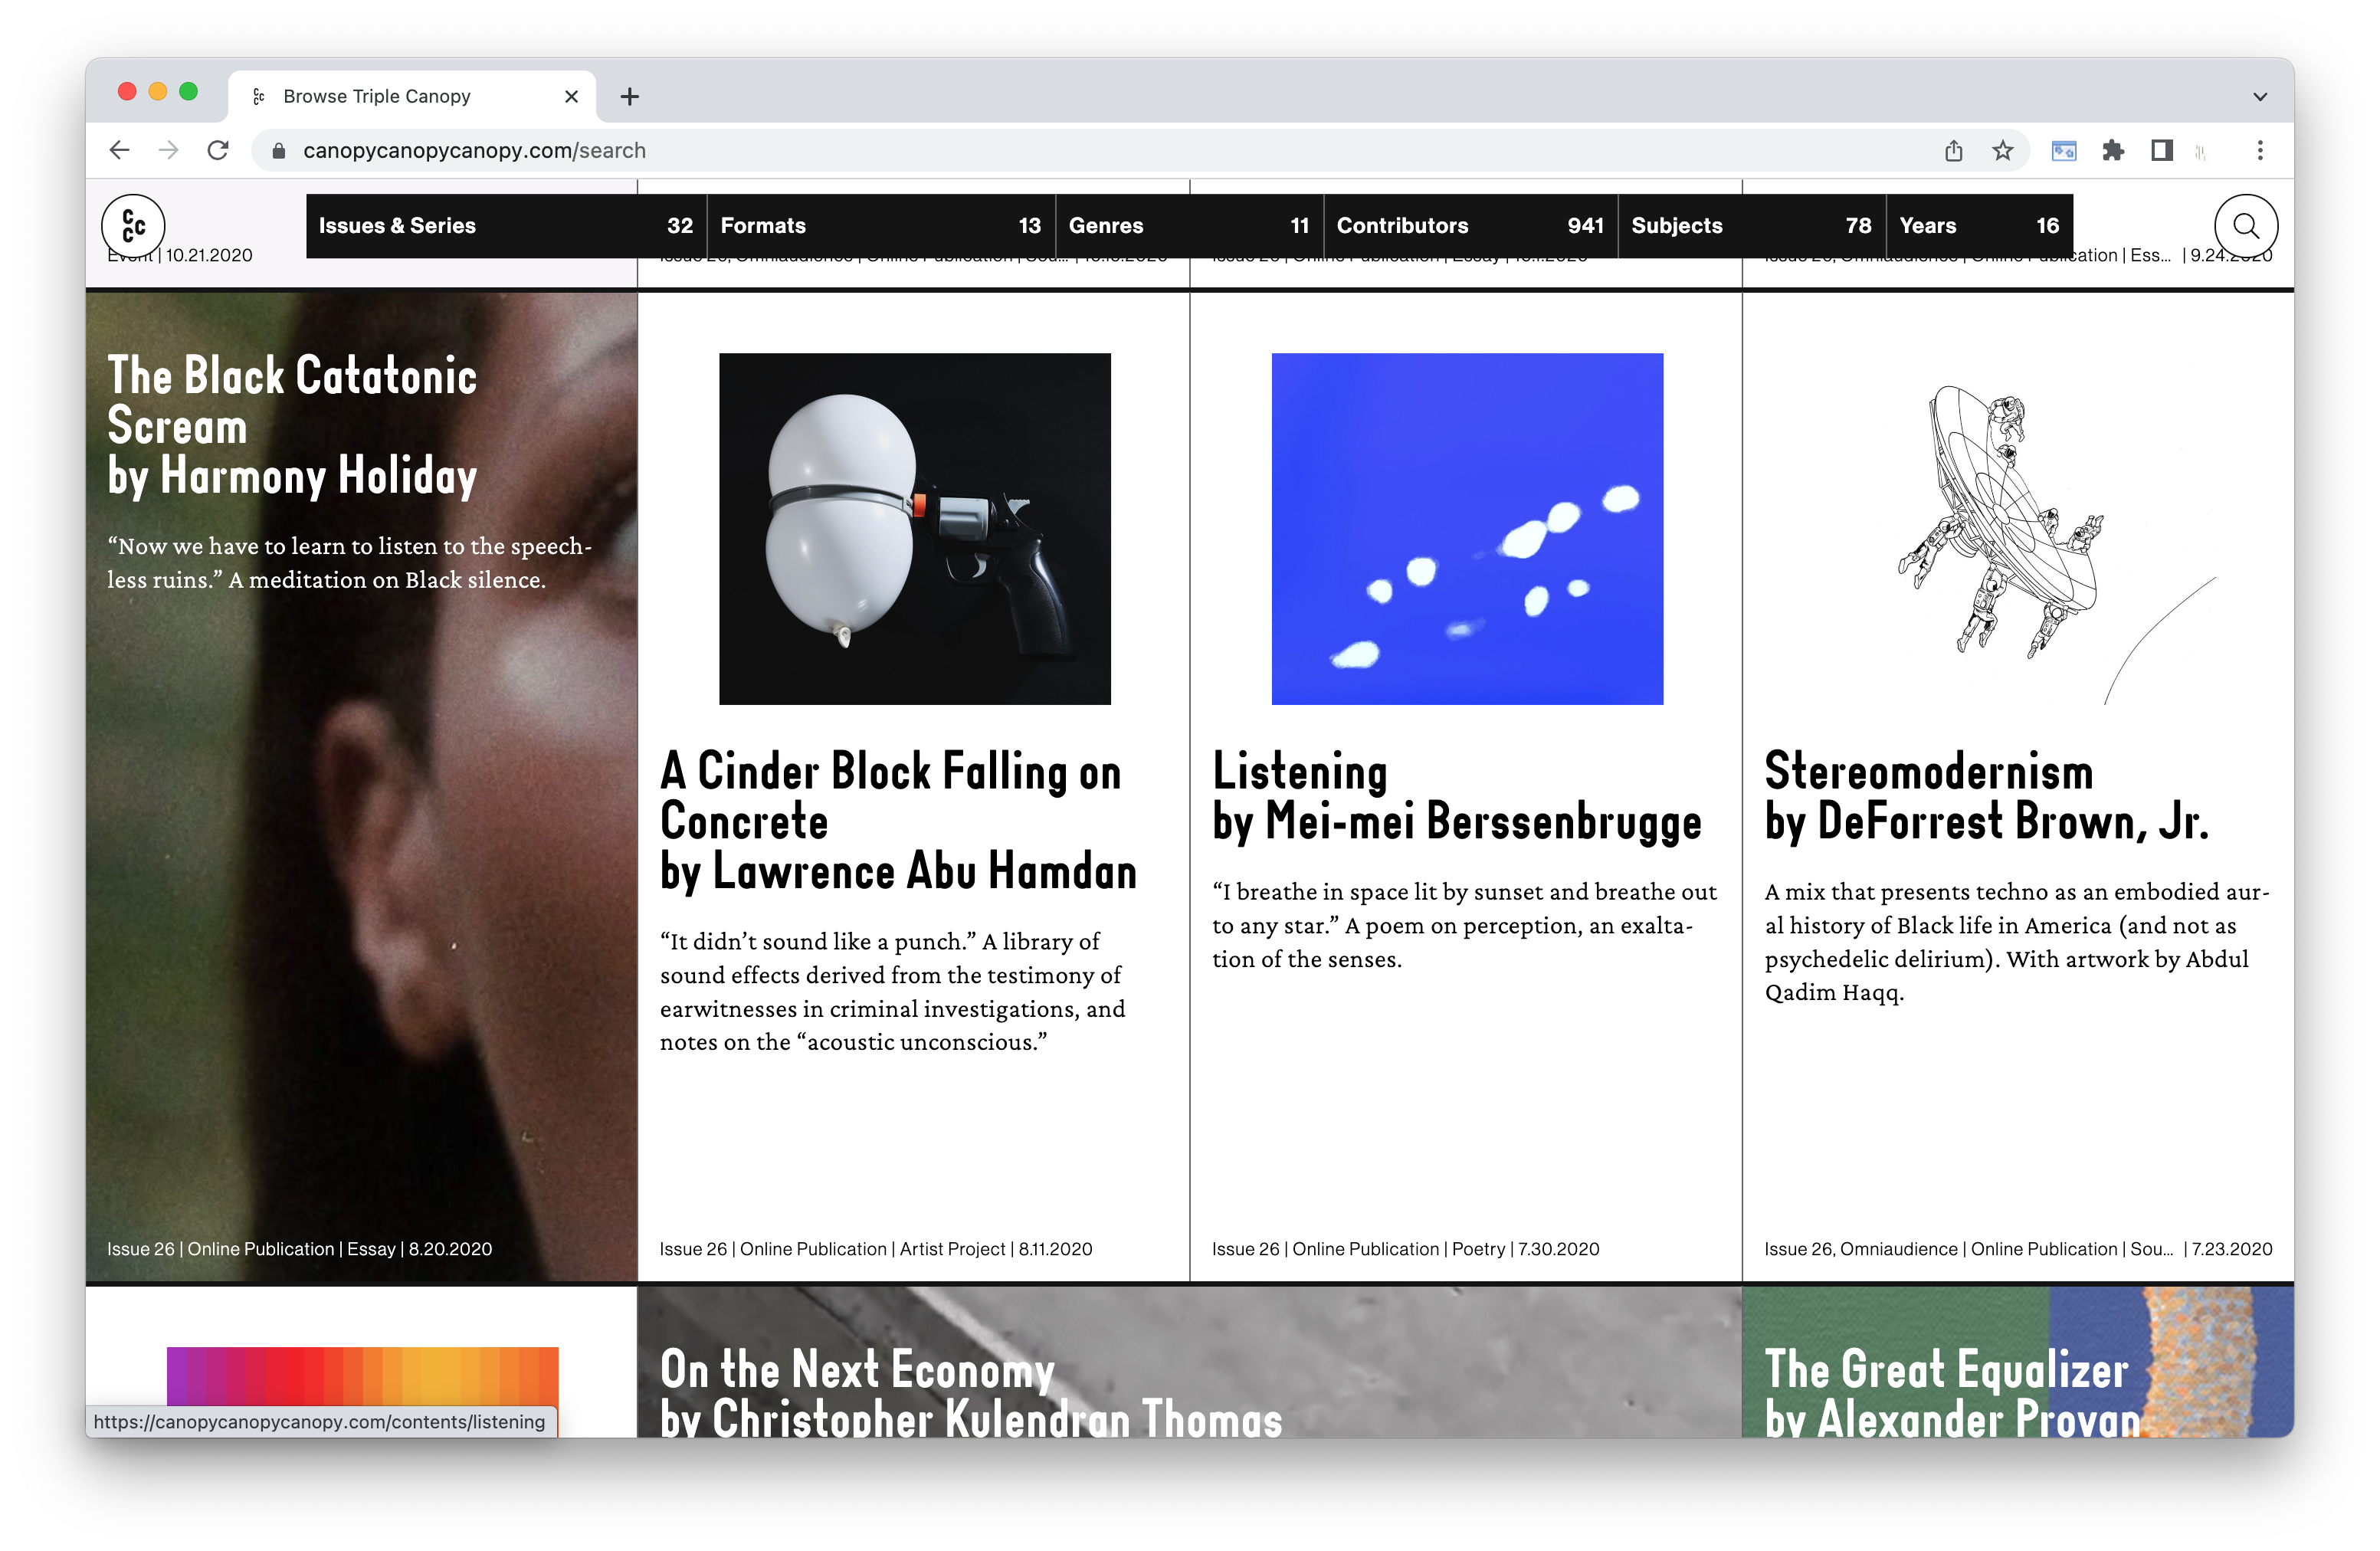 Browse Triple Canopy
canopycanopycanopy.com/search
C
C C
C
Issues & Series 32 Formats 13 Genres 11 Contributors 941 Subjects 78 Years 16
Event | 10.21.2020
| 9.24.2020
The Black Catatonic
Scream
by Harmony Holiday
“Now we have to learn to listen to the speech-
less ruins.” A meditation on Black silence.
Issue 26 | Online Publication | Essay | 8.20.2020
A Cinder Block Falling on
Concrete
by Lawrence Abu Hamdan
“It didn’t sound like a punch.” A library of
sound effects derived from the testimony of
earwitnesses in criminal investigations, and
notes on the “acoustic unconscious.”
Issue 26 | Online Publication | Artist Project | 8.11.2020
Listening
by Mei-mei Berssenbrugge
“I breathe in space lit by sunset and breathe out
to any star.” A poem on perception, an exalta-
tion of the senses.
Issue 26 | Online Publication | Poetry | 7.30.2020
Stereomodernism
by DeForrest Brown, Jr.
A mix that presents techno as an embodied aur-
al history of Black life in America (and not as
psychedelic delirium). With artwork by Abdul
Qadim Haqq.
Issue 26, Omniaudience | Online Publication | Sou... | 7.23.2020
On the Next Economy
by Christopher Kulendran Thomas
The Great Equalizer
by Alexander Provan
https://canopycanopycanopy.com/contents/listening